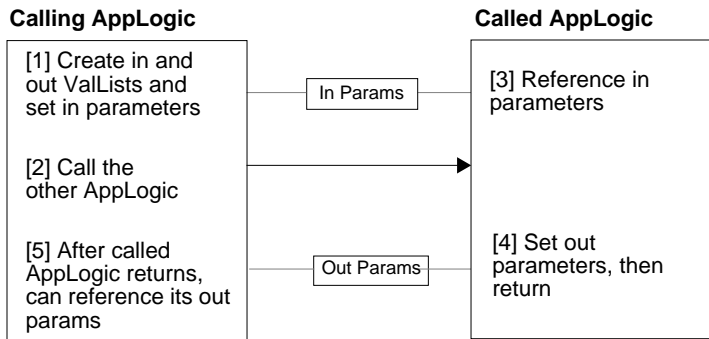 Calling AppLogic
Called AppLogic
[1] Create in and
out ValLists and
set in parameters
In Params
[3] Reference in
parameters
[2] Call the
other AppLogic
[5] After called
AppLogic returns,
can reference its out
params
Out Params
[4] Set out
parameters, then
return